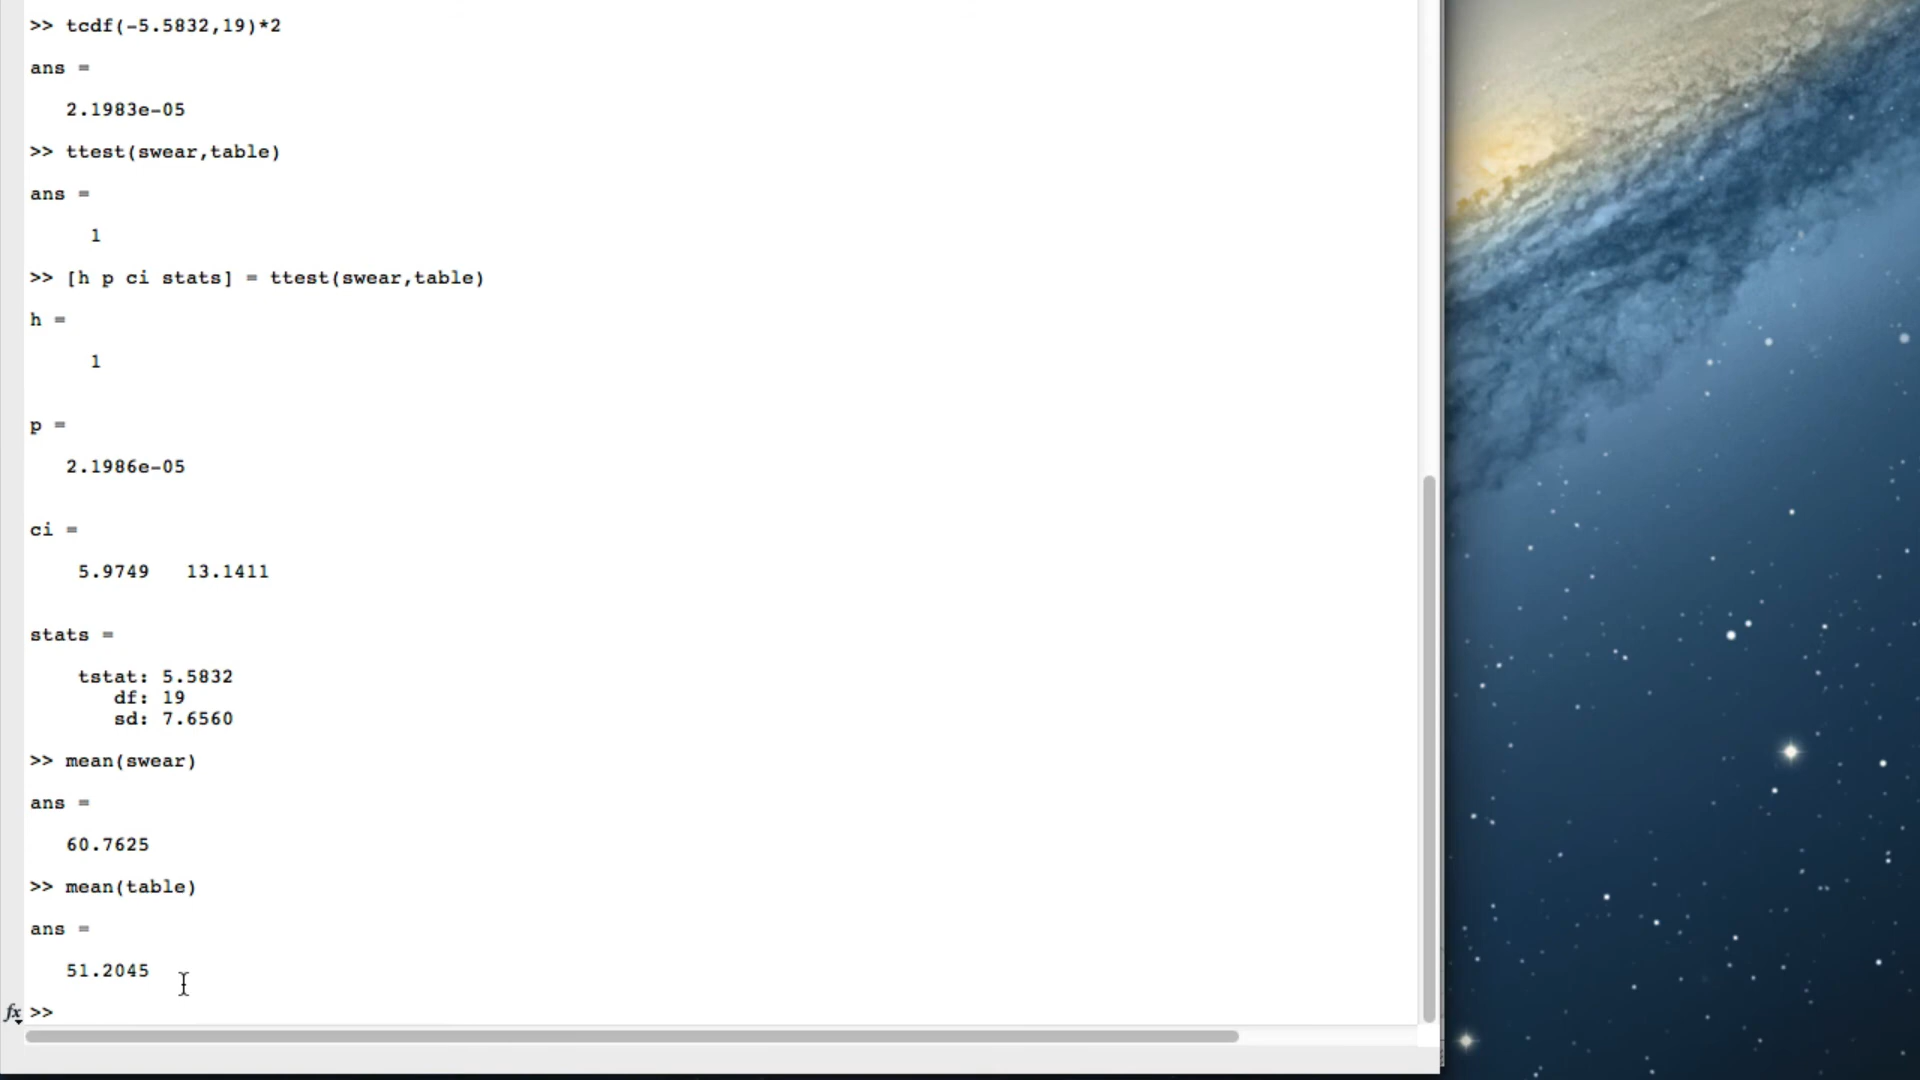 >> tcdf(-5.5832,19)*2
ans =
2.1983e-05
>> ttest(swear,table)
ans =
1
>> [h p ci stats] = ttest(swear,table)
h =
1
p =
2.1986e-05
ci =
5.9749 13.1411
stats =
tstat: 5.5832
df: 19
sd: 7.6560
>> mean(swear)
ans =
60.7625
>> mean(table)
ans =
51.2045
fx >>